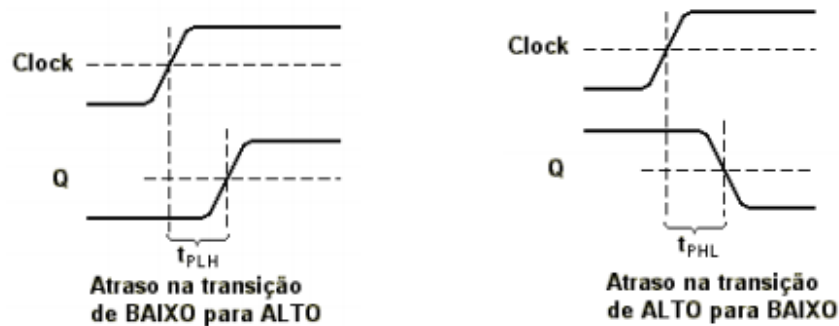 Clock
Q
tPLH
Atraso na transição
de BAIXO para ALTO
Clock
Q
tPHL
Atraso na transição
de ALTO para BAIXO